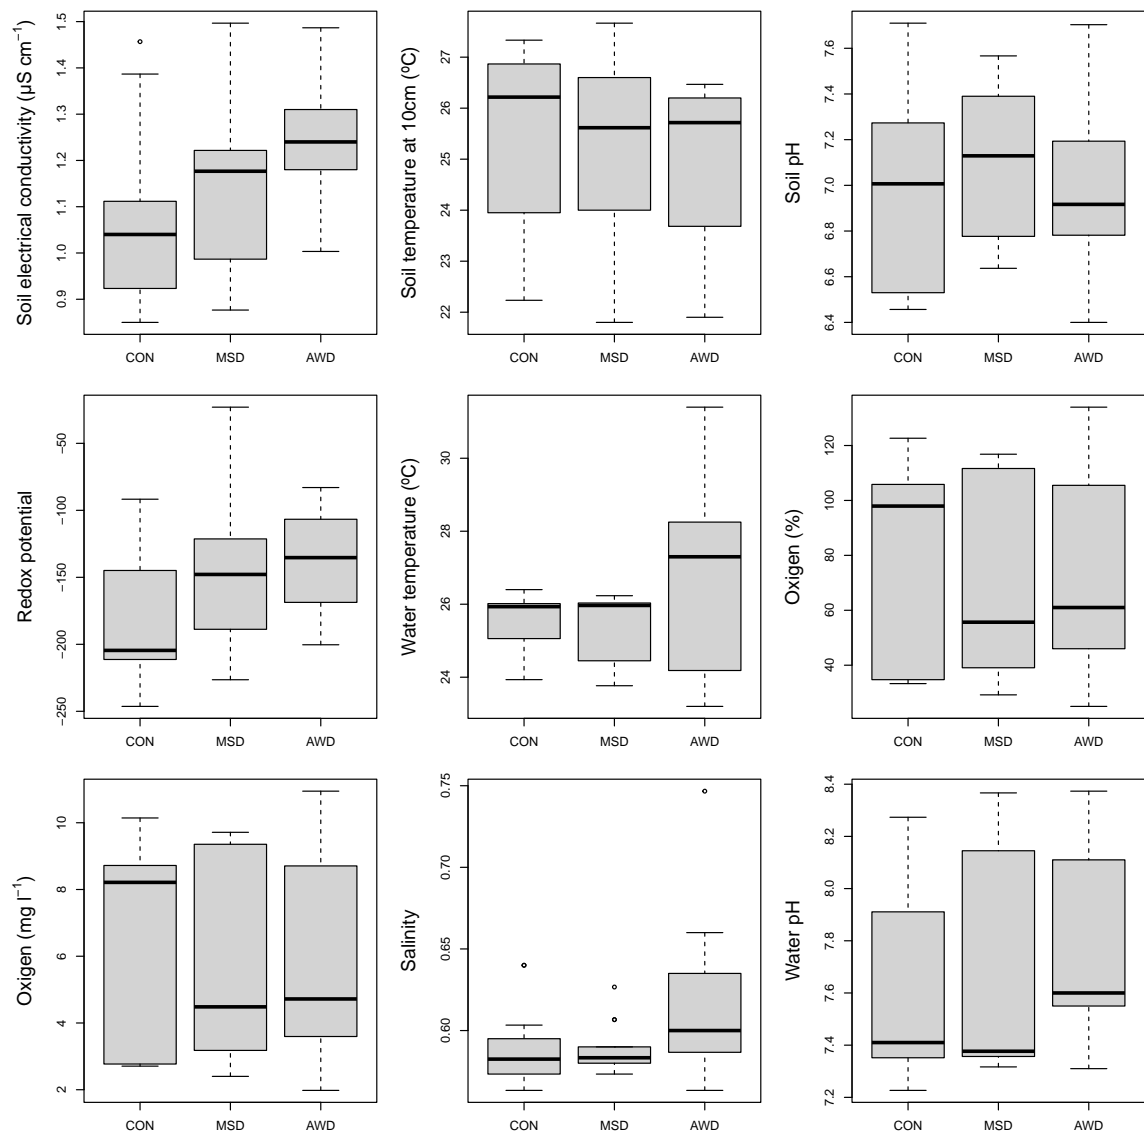 Soil electrical conductivity (µS cm⁻¹)
0.9 1.0 1.1 1.2 1.3 1.4 1.5
CON MSD AWD
Soil temperature at 10cm (ºC)
22 23 24 25 26 27
CON MSD AWD
Soil pH
6.4 6.6 6.8 7.0 7.2 7.4 7.6
CON MSD AWD
Redox potential
−250 −200 −150 −100 −50
CON MSD AWD
Water temperature (ºC)
24 26 28 30
CON MSD AWD
Oxigen (%)
40 60 80 100 120
CON MSD AWD
Oxigen (mg l⁻¹)
2 4 6 8 10
CON MSD AWD
Salinity
0.60 0.65 0.70 0.75
CON MSD AWD
Water pH
7.2 7.4 7.6 7.8 8.0 8.2 8.4
CON MSD AWD